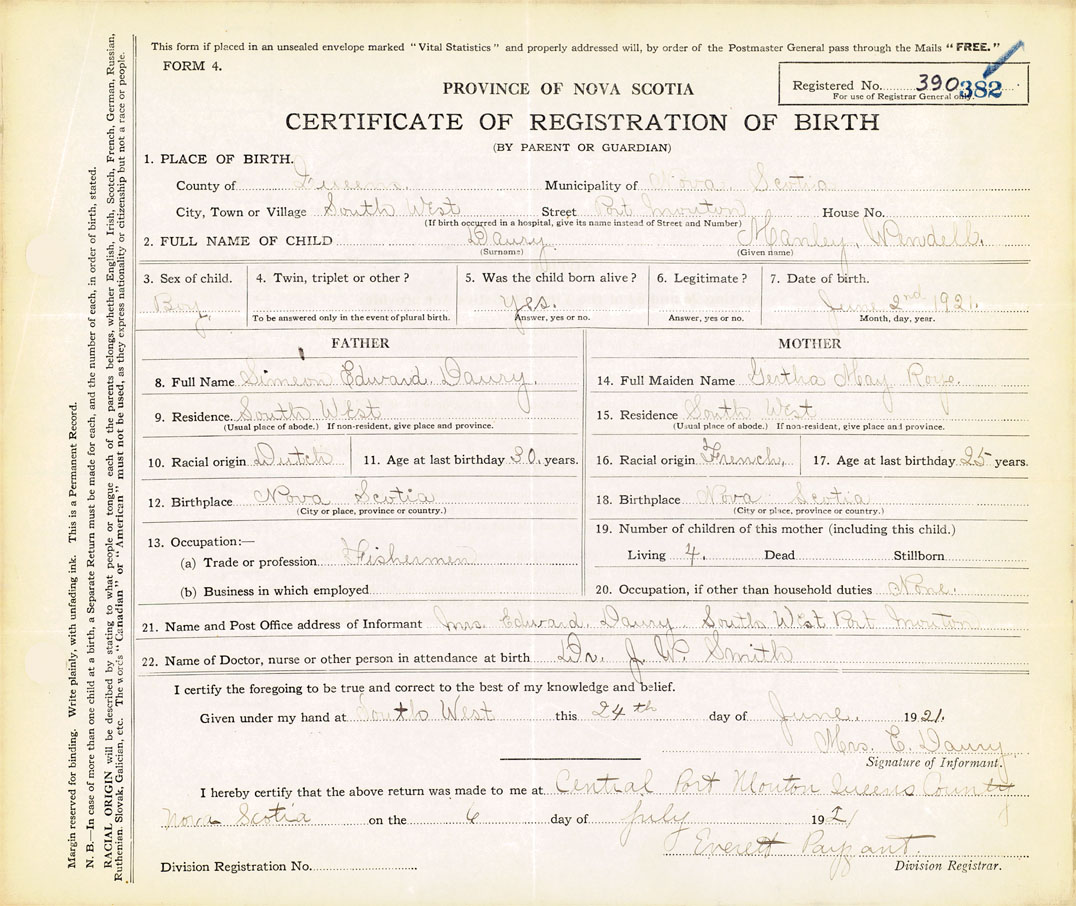 This form if placed in an unsealed envelope marked "Vital Statistics" and properly addressed will, by order of the Postmaster General pass through the Mails "FREE."
FORM 4.
Registered No. 390 382
For use of Registrar General only.
PROVINCE OF NOVA SCOTIA
CERTIFICATE OF REGISTRATION OF BIRTH
(BY PARENT OR GUARDIAN)
1. PLACE OF BIRTH.
County of Queens. Municipality of Nova Scotia
City, Town or Village South West Street Port Mouton House No.
(If birth occurred in a hospital, give its name instead of Street and Number)
2. FULL NAME OF CHILD Daury Manley Wendell.
(Surname) (Given name)
3. Sex of child. 4. Twin, triplet or other? 5. Was the child born alive? 6. Legitimate? 7. Date of birth.
Boy. yes. June 2nd 1921.
To be answered only in the event of plural birth. Answer, yes or no. Answer, yes or no. Month, day, year.
FATHER
8. Full Name Simeon Edward Daury.
9. Residence. South West
(Usual place of abode.) If non-resident, give place and province.
10. Racial origin Dutch 11. Age at last birthday 30. years.
12. Birthplace Nova Scotia
(City or place, province or country.)
13. Occupation:—
(a) Trade or profession Fishermen
(b) Business in which employed
MOTHER
14. Full Maiden Name Gertha May Roye.
15. Residence South West
(Usual place of abode.) If non-resident, give place and province.
16. Racial origin French. 17. Age at last birthday 25 years.
18. Birthplace Nova Scotia
(City or place, province or country.)
19. Number of children of this mother (including this child.)
Living 4. Dead Stillborn
20. Occupation, if other than household duties None.
21. Name and Post Office address of Informant Mrs. Edward Daury South West Port Mouton
22. Name of Doctor, nurse or other person in attendance at birth Dr. J. W. Smith
I certify the foregoing to be true and correct to the best of my knowledge and belief.
Given under my hand at South West this 24th day of June. 1921.
Mrs. E. Daury
Signature of Informant.
I hereby certify that the above return was made to me at Central Port Mouton Queens County
Nova Scotia on the 6 day of July 1921
Everett Payzant.
Division Registrar.
Division Registration No.
Margin reserved for binding. Write plainly, with unfading ink. This is a Permanent Record.
N. B.—In case of more than one child at a birth, a Separate Return must be made for each, and the number of each, in order of birth, stated.
RACIAL ORIGIN will be described by stating to what people or tongue each of the parents belongs, whether English, Irish, Scotch, French, German, Russian,
Ruthenian, Slovak, Galician, etc. The words "Canadian" or "American" must not be used, as they express nationality or citizenship but not a race or people.